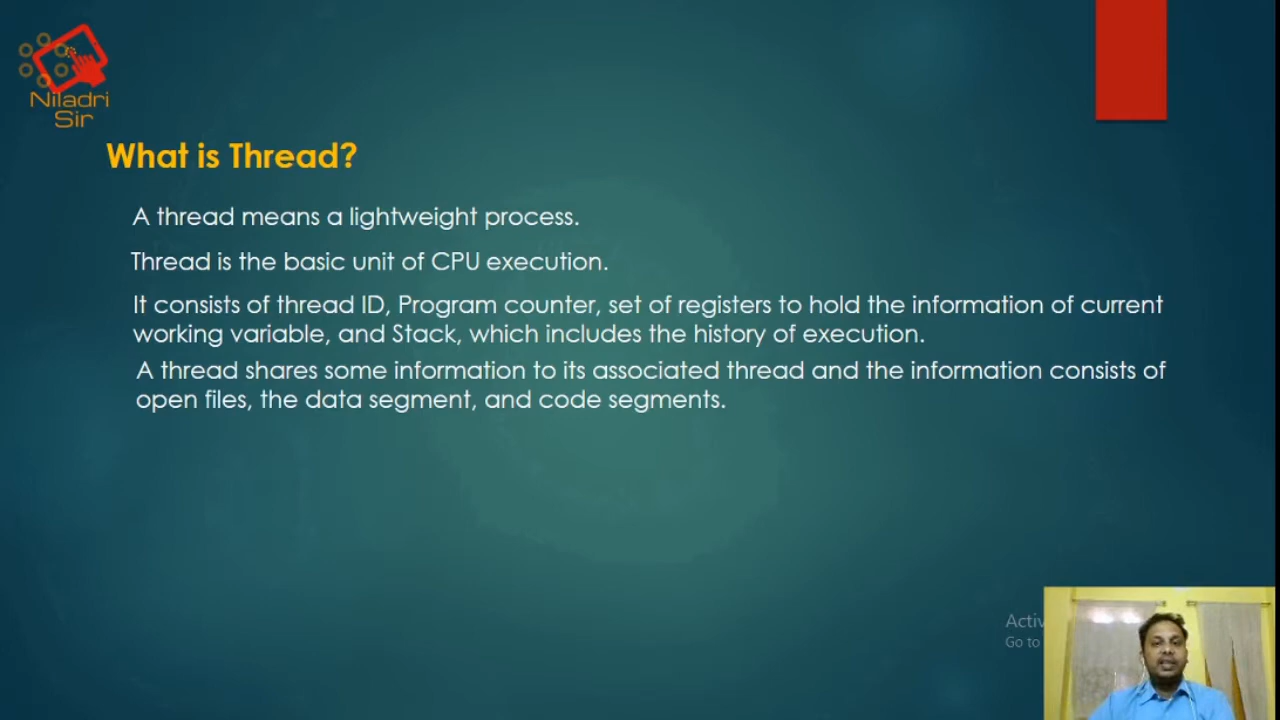 Niladri
Sir
What is Thread?
A thread means a lightweight process.
Thread is the basic unit of CPU execution.
It consists of thread ID, Program counter, set of registers to hold the information of current
working variable, and Stack, which includes the history of execution.
A thread shares some information to its associated thread and the information consists of
open files, the data segment, and code segments.
Activ
Go to